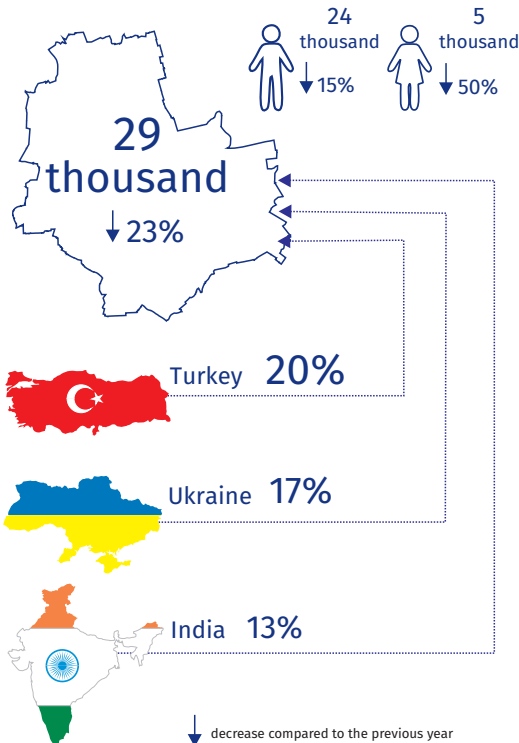 24
thousand
15%
5
thousand
50%
29
thousand
23%
Turkey 20%
Ukraine 17%
India 13%
decrease compared to the previous year